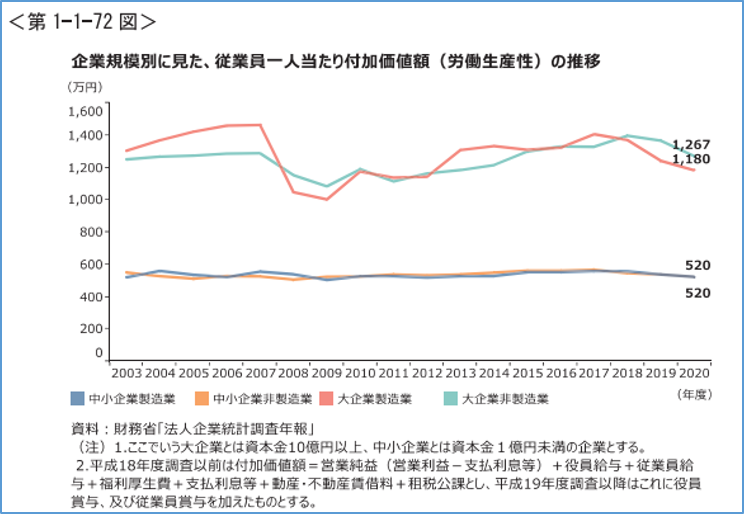 ＜第 1-1-72 図＞
企業規模別に見た、従業員一人当たり付加価値額（労働生産性）の推移
（万円）
1,600
1,400
1,200
1,000
800
600
400
200
0
1,267
1,180
520
520
2003 2004 2005 2006 2007 2008 2009 2010 2011 2012 2013 2014 2015 2016 2017 2018 2019 2020
（年度）
中小企業製造業 中小企業非製造業 大企業製造業 大企業非製造業
資料：財務省「法人企業統計調査年報」
（注）1.ここでいう大企業とは資本金10億円以上、中小企業とは資本金１億円未満の企業とする。
2.平成18年度調査以前は付加価値額＝営業純益（営業利益－支払利息等）＋役員給与＋従業員給
与＋福利厚生費＋支払利息等＋動産・不動産賃借料＋租税公課とし、平成19年度調査以降はこれに役員
賞与、及び従業員賞与を加えたものとする。